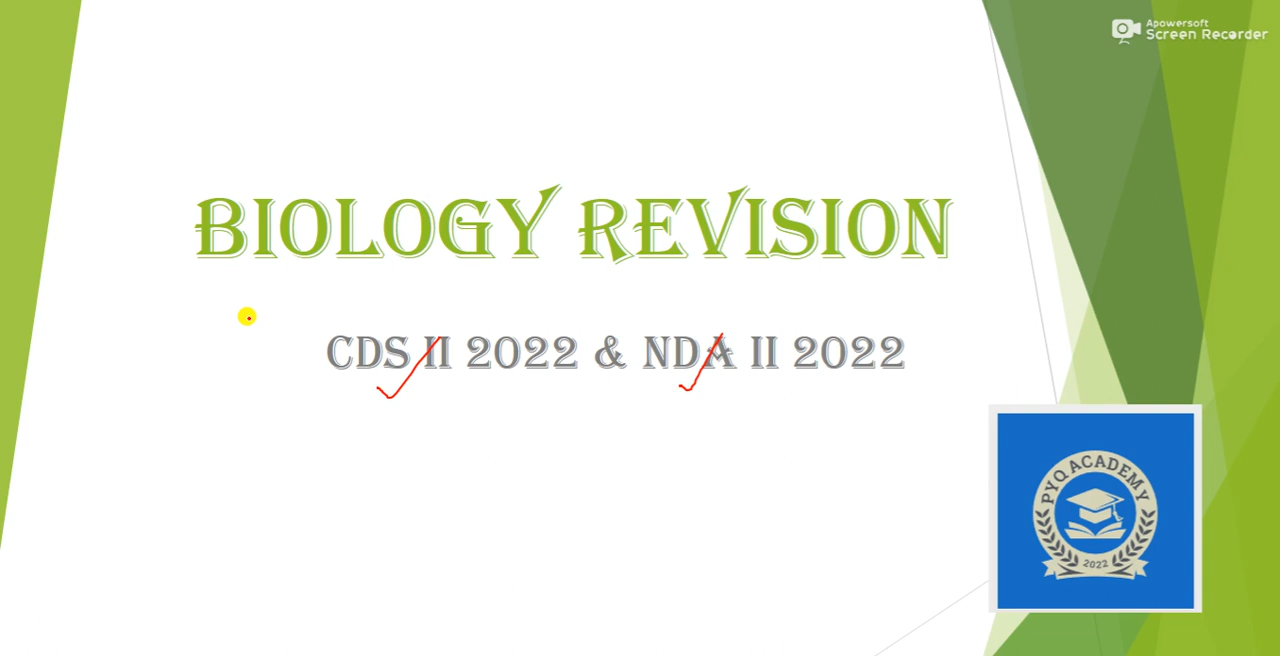 Apowersoft
Screen Recorder
BIOLOGY REVISION
CDS II 2022 & NDA II 2022
PYQ ACADEMY
2022